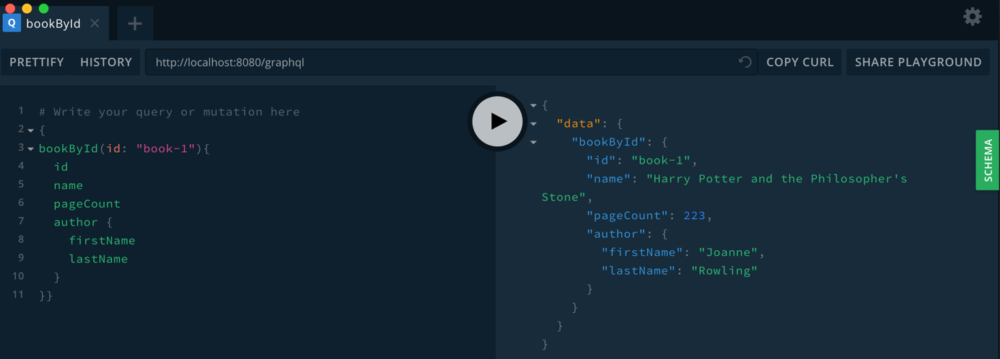 Q bookById
PRETTIFY HISTORY http://localhost:8080/graphql COPY CURL SHARE PLAYGROUND
1 # Write your query or mutation here
2 {
3 bookById(id: "book-1"){
4 id
5 name
6 pageCount
7 author {
8 firstName
9 lastName
10 }
11 }}
{
"data": {
"bookById": {
"id": "book-1",
"name": "Harry Potter and the Philosopher's
Stone",
"pageCount": 223,
"author": {
"firstName": "Joanne",
"lastName": "Rowling"
}
}
}
}
SCHEMA